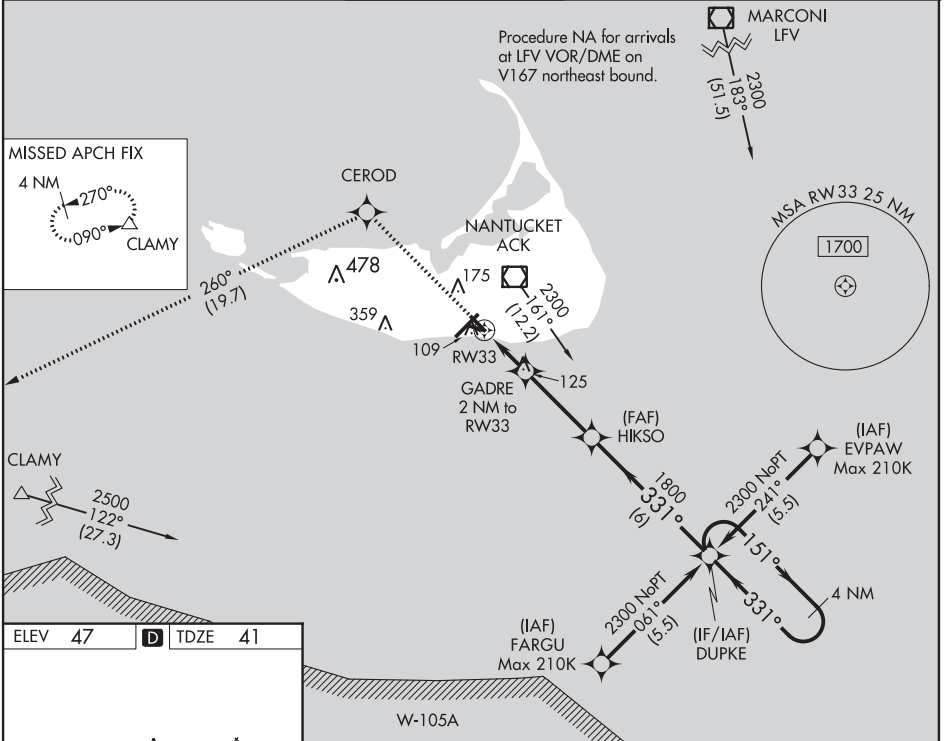 Procedure NA for arrivals
at LFV VOR/DME on
V167 northeast bound.
MARCONI
LFV
2300
183°
(51.5)
MISSED APCH FIX
4 NM
270°
090°
CLAMY
CEROD
NANTUCKET
ACK
MSA RW33 25 NM
1700
478
175
2300
161°
(12.2)
260°
(19.7)
359
109
RW33
125
GADRE
2 NM to
RW33
(FAF)
HIKSO
(IAF)
EVPAW
Max 210K
CLAMY
2500
122°
(27.3)
1800
331°
(6)
2300 NoPT
241°
(5.5)
151°
331°
4 NM
2300 NoPT
061°
(5.5)
(IAF)
FARGU
Max 210K
(IF/IAF)
DUPKE
ELEV 47
D
TDZE 41
W-105A